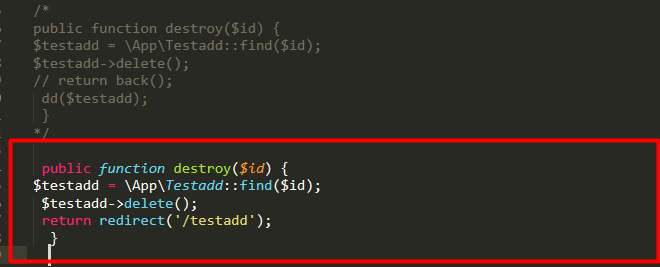 /*
public function destroy($id) {
$testadd = \App\Testadd::find($id);
$testadd->delete();
// return back();
dd($testadd);
}
*/
public function destroy($id) {
$testadd = \App\Testadd::find($id);
$testadd->delete();
return redirect('/testadd');
}